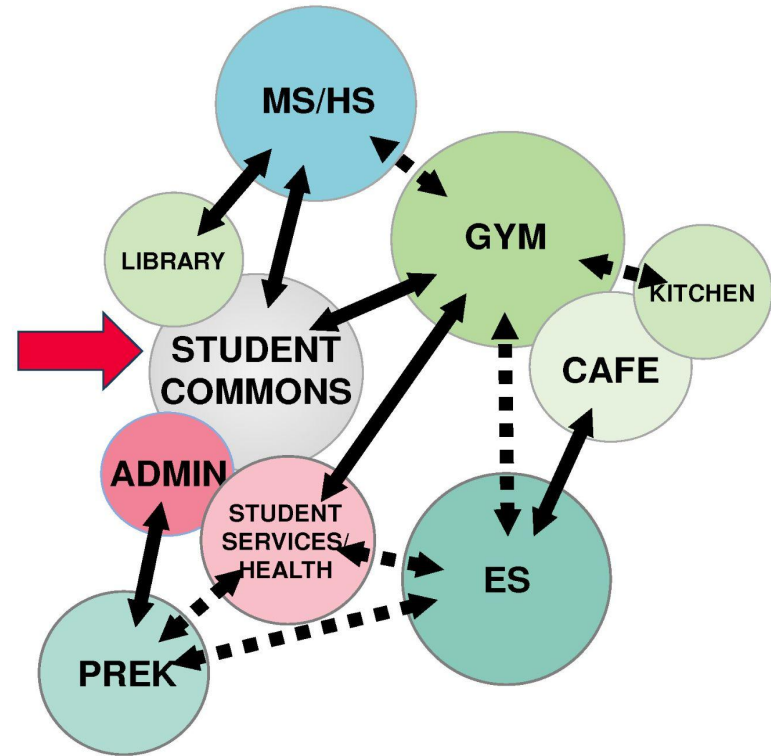 MS/HS
GYM
LIBRARY
KITCHEN
STUDENT
COMMONS
CAFE
ADMIN
STUDENT
SERVICES/
HEALTH
ES
PREK